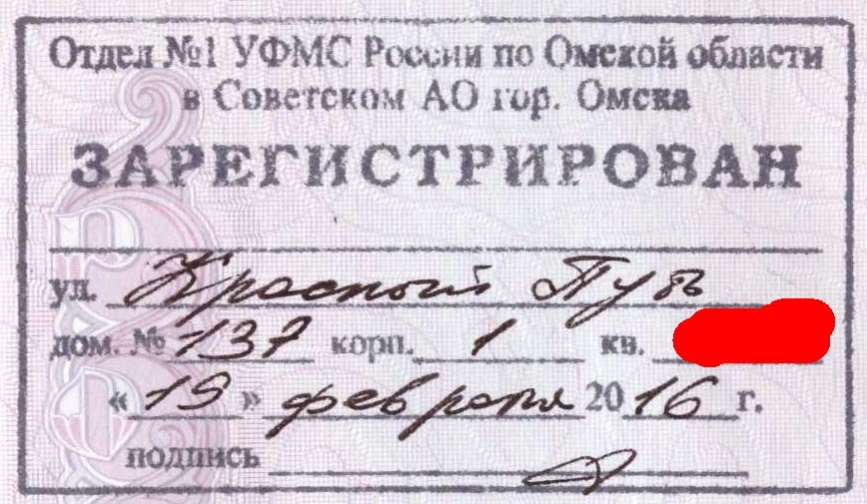 Отдел №1 УФМС России по Омской области
в Советском АО гор. Омска
ЗАРЕГИСТРИРОВАН
ул. Красный Путь
дом. № 137 корп. 1 кв.
«19» февраля 2016 г.
подпись